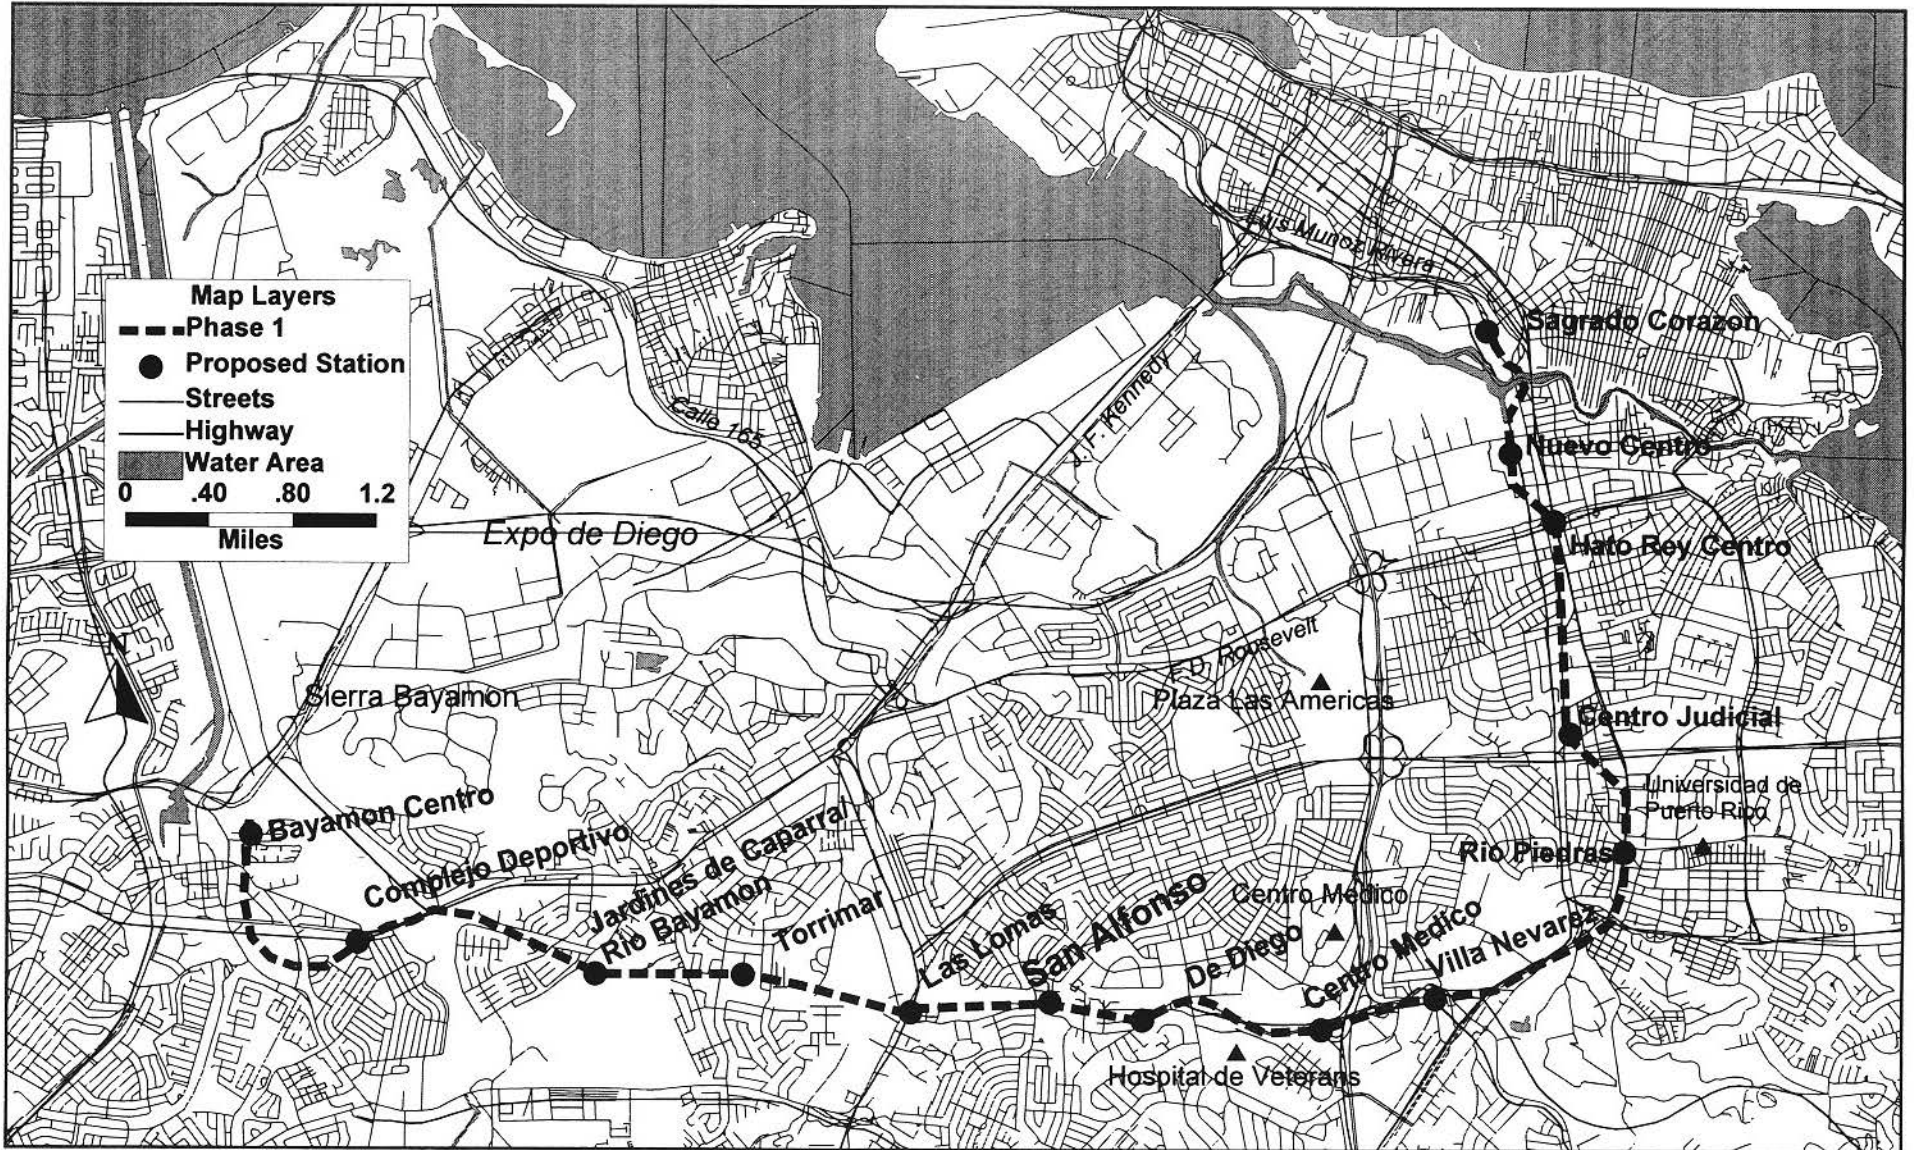 Luis Munoz Rivera
Map Layers
Phase 1
Proposed Station
Streets
Highway
Water Area
0 .40 .80 1.2
Miles
Sagrado Corazon
J. F. Kennedy
Calle 165
Nuevo Centro
Expo de Diego
Hato Rey Centro
N
F.D. Roosevelt
Sierra Bayamon
Plaza Las Americas
Centro Judicial
Universidad de
Puerto Rico
Bayamon Centro
Complejo Deportivo
Jardines de Caparral
Rio Bayamon
Rio Piedras
Torrimar
Las Lomas
San Alfonso
Centro Medico
De Diego
Centro Medico
Villa Nevarez
Hospital de Veterans